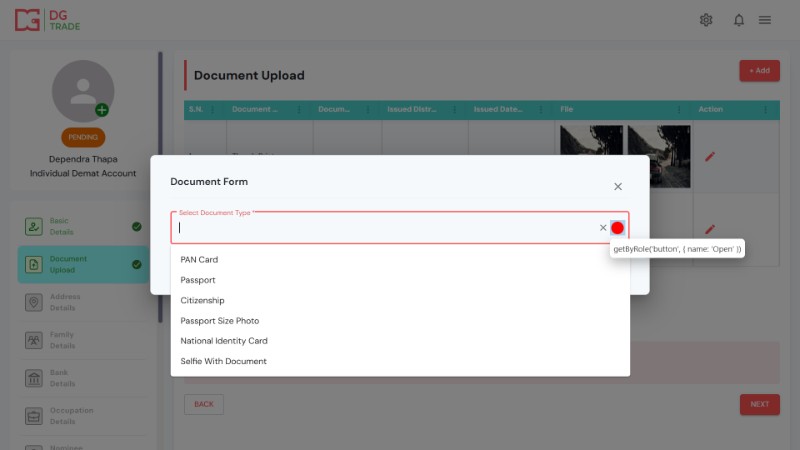 DG
TRADE
PENDING
Dependra Thapa
Individual Demat Account
Basic
Details
Document
Upload
Address
Details
Family
Details
Bank
Details
Occupation
Details
Nominee
Document Upload
+ Add
S.N.
Document ...
Docum...
Issued Distr...
Issued Date...
File
Action
Document Form
Select Document Type *
getByRole('button', { name: 'Open' })
PAN Card
Passport
Citizenship
Passport Size Photo
National Identity Card
Selfie With Document
BACK
NEXT